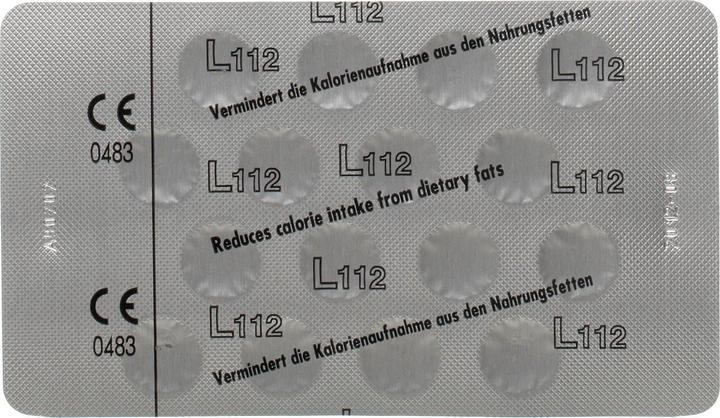 L112
Vermindert die Kalorienaufnahme aus den Nahrungsfetten
L112
L112
CE
0483
L112
L112
L112
Reduces calorie intake from dietary fats
L112
CE
0483
L112
L112
Vermindert die Kalorienaufnahme aus den Nahrungsfetten